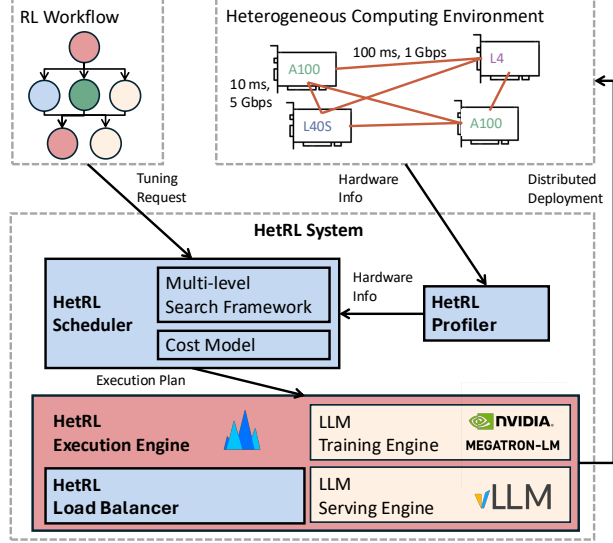 RL Workflow
Heterogeneous Computing Environment
100 ms, 1 Gbps
L4
A100
10 ms,
5 Gbps
L40S
A100
Tuning
Request
Hardware
Info
Distributed
Deployment
HetRL System
Multi-level
Search Framework
HetRL
Scheduler
Cost Model
Hardware
Info
HetRL
Profiler
Execution Plan
HetRL
Execution Engine
LLM
Training Engine
NVIDIA.
MEGATRON-LM
HetRL
Load Balancer
LLM
Serving Engine
vLLM